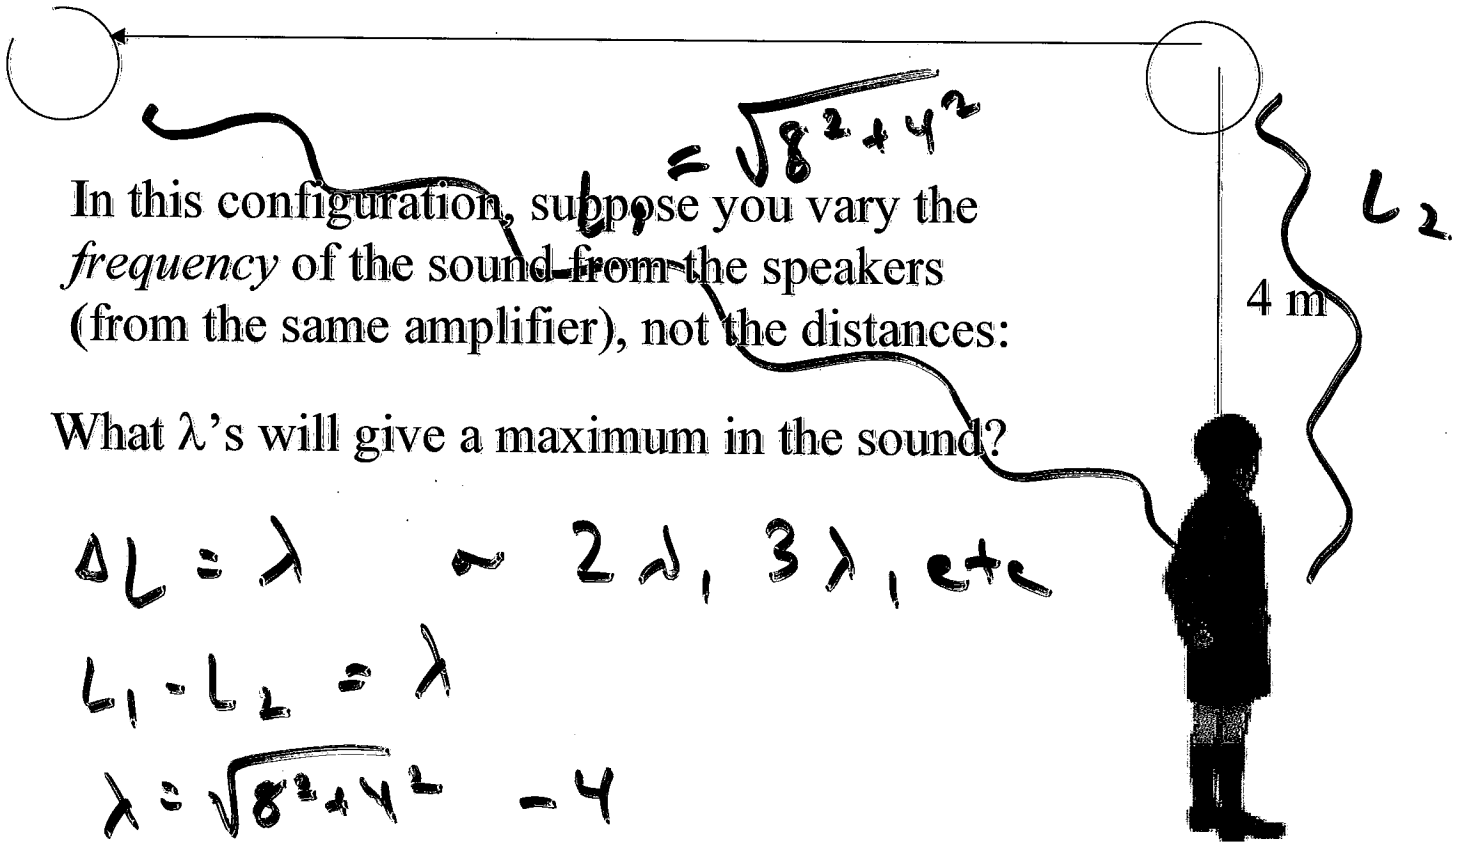 L₁ = √8²+4²
L₂
In this configuration, suppose you vary the
frequency of the sound from the speakers
(from the same amplifier), not the distances:
4 m
What λ's will give a maximum in the sound?
ΔL = λ ~ 2λ, 3λ, etc
L₁ - L₂ = λ
λ = √8²+4² - 4